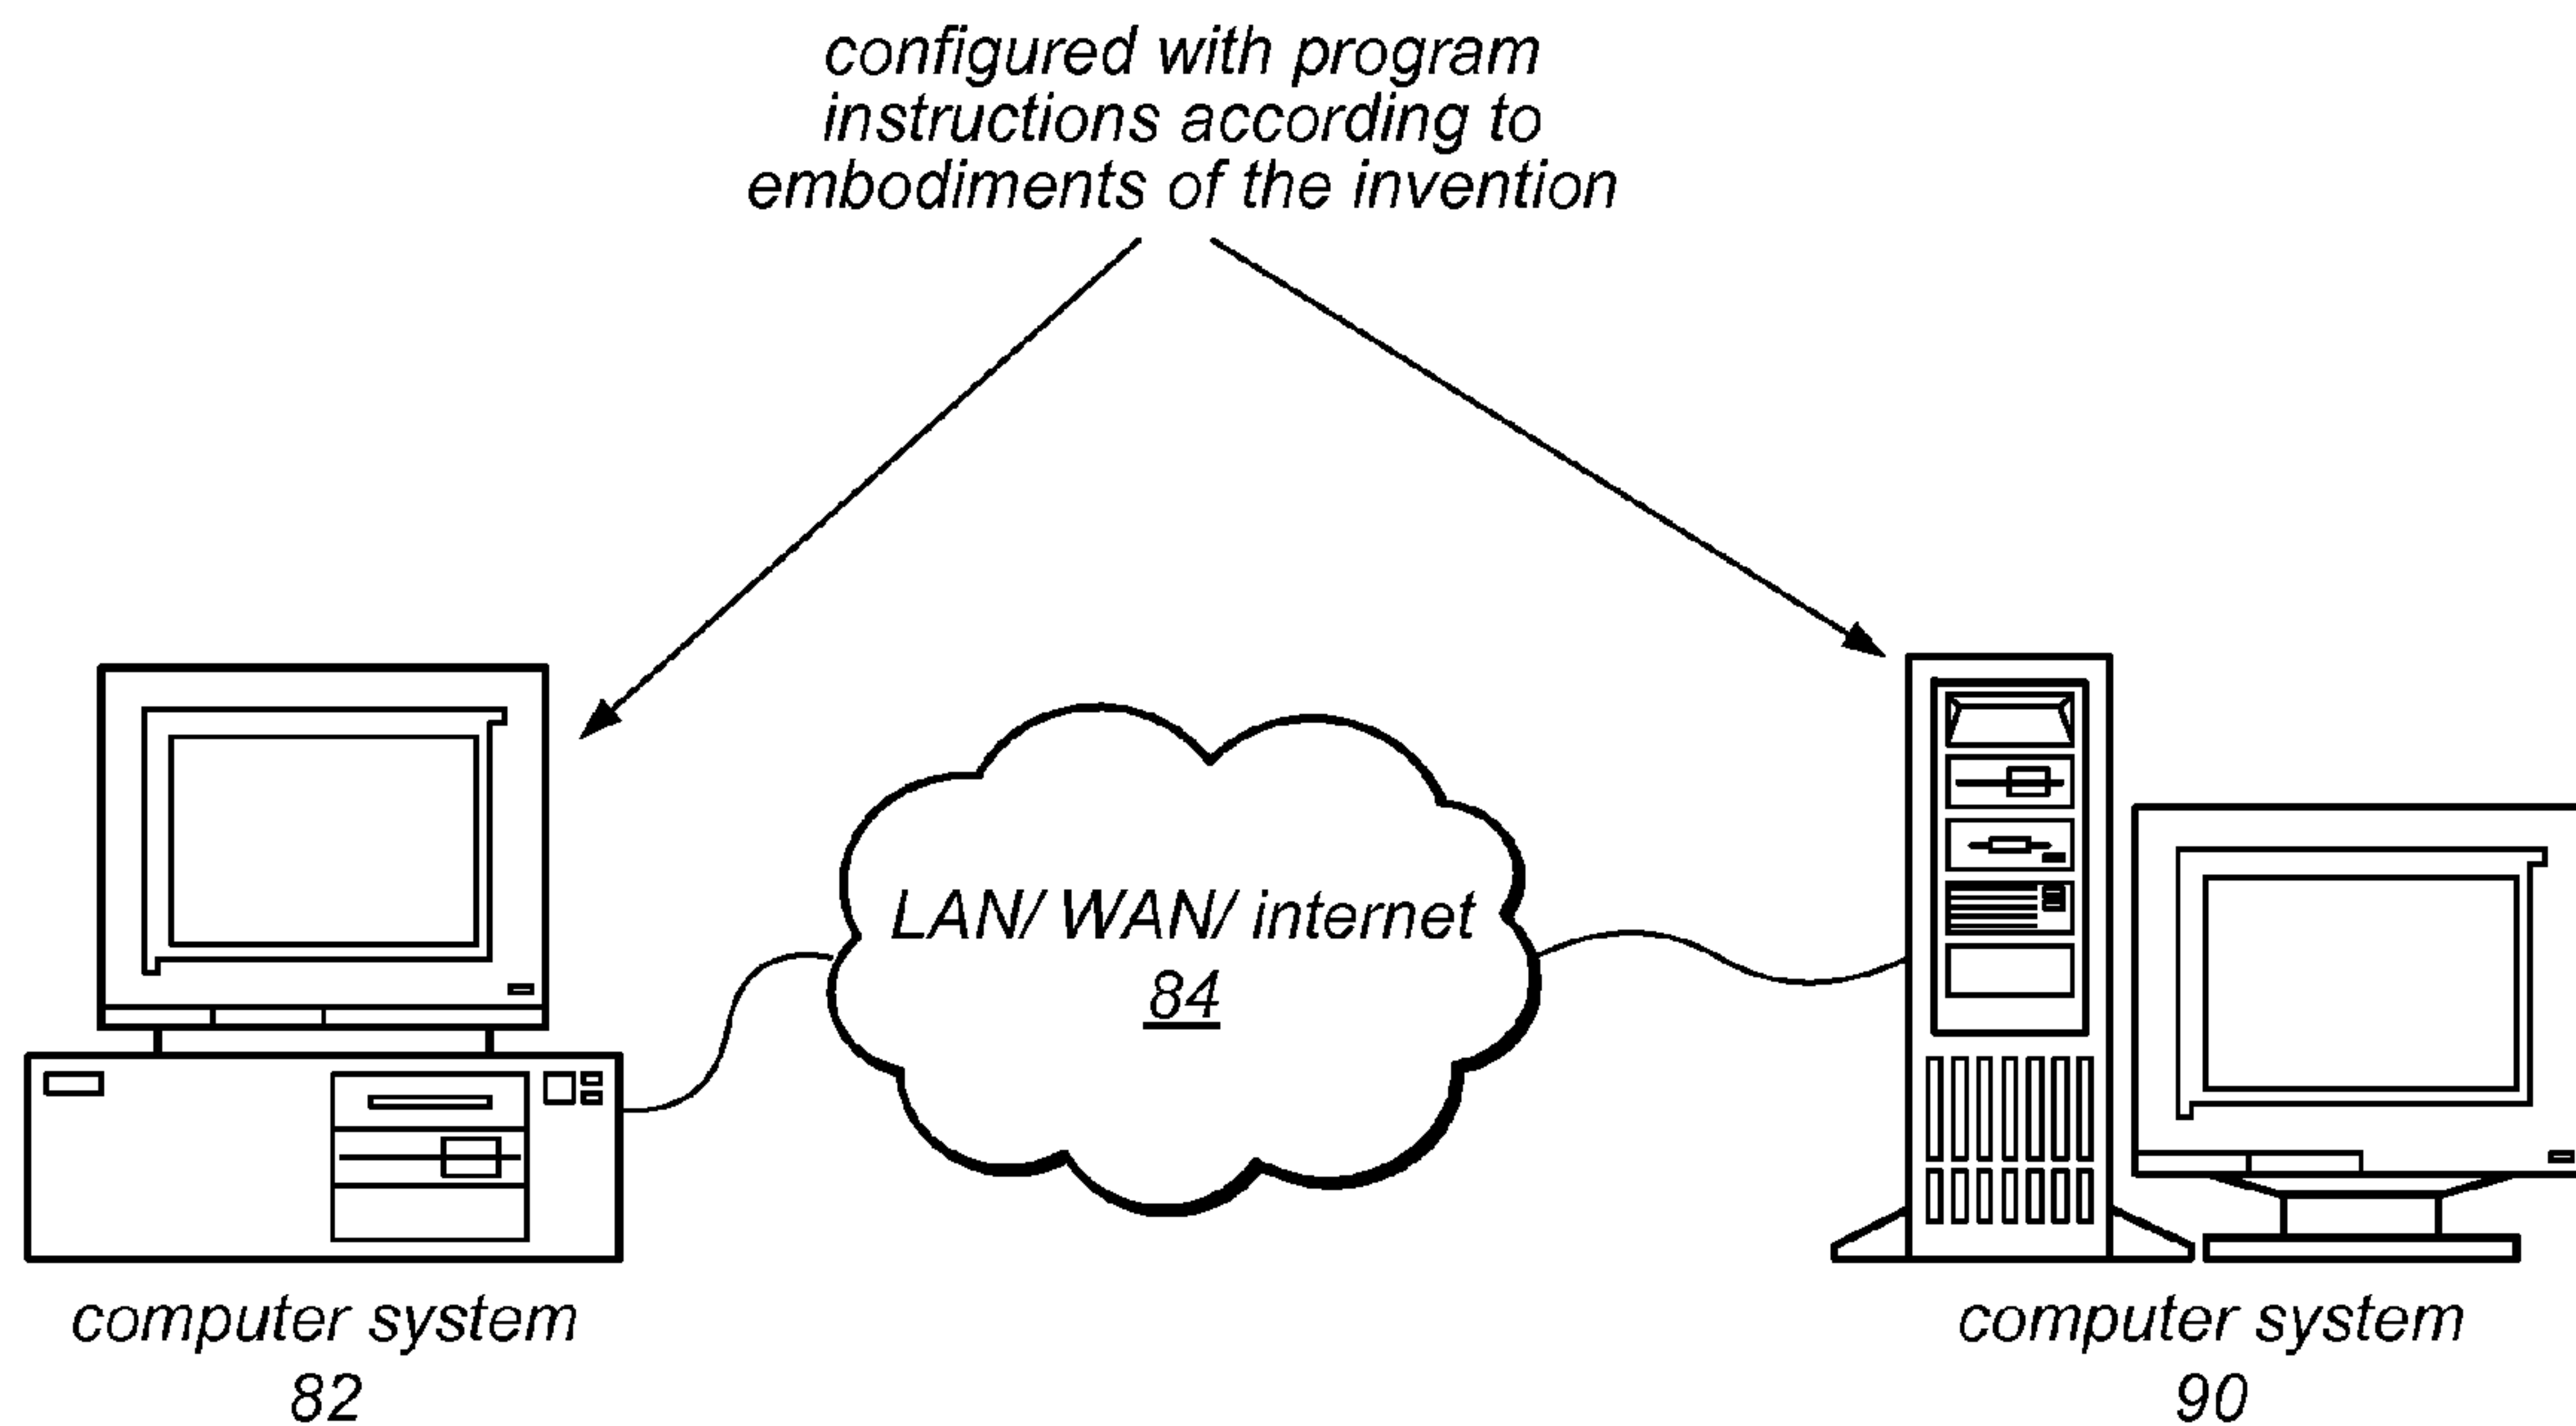 configured with program
instructions according to
embodiments of the invention
LAN/ WAN/ internet
84
computer system
82
computer system
90